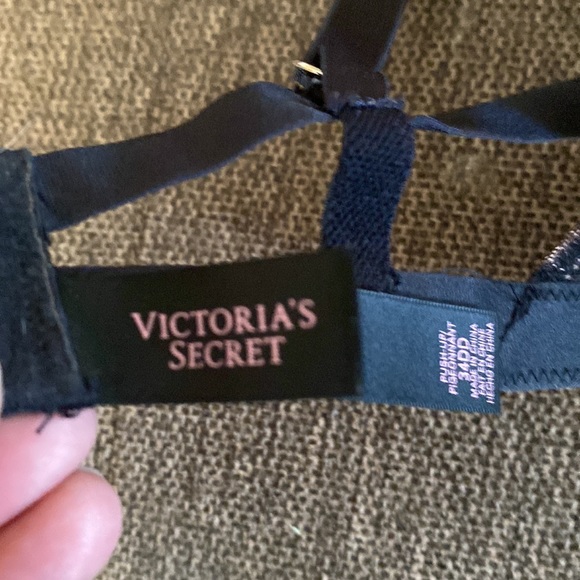 VICTORIA'S
SECRET
PUSH-UP/
PIGEONNANT
34DD
MADE IN CHINA
FAIT EN CHINE
HECHO EN CHINA